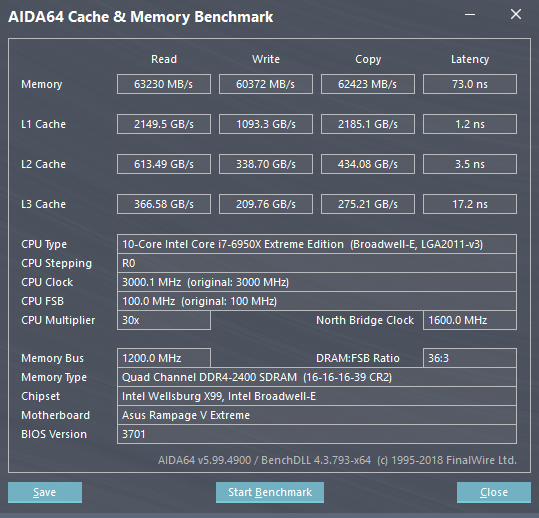 AIDA64 Cache & Memory Benchmark
Read Write Copy Latency
Memory 63230 MB/s 60372 MB/s 62423 MB/s 73.0 ns
L1 Cache 2149.5 GB/s 1093.3 GB/s 2185.1 GB/s 1.2 ns
L2 Cache 613.49 GB/s 338.70 GB/s 434.08 GB/s 3.5 ns
L3 Cache 366.58 GB/s 209.76 GB/s 275.21 GB/s 17.2 ns
CPU Type 10-Core Intel Core i7-6950X Extreme Edition (Broadwell-E, LGA2011-v3)
CPU Stepping R0
CPU Clock 3000.1 MHz (original: 3000 MHz)
CPU FSB 100.0 MHz (original: 100 MHz)
CPU Multiplier 30x North Bridge Clock 1600.0 MHz
Memory Bus 1200.0 MHz DRAM:FSB Ratio 36:3
Memory Type Quad Channel DDR4-2400 SDRAM (16-16-16-39 CR2)
Chipset Intel Wellsburg X99, Intel Broadwell-E
Motherboard Asus Rampage V Extreme
BIOS Version 3701
AIDA64 v5.99.4900 / BenchDLL 4.3.793-x64 (c) 1995-2018 FinalWire Ltd.
Save Start Benchmark Close